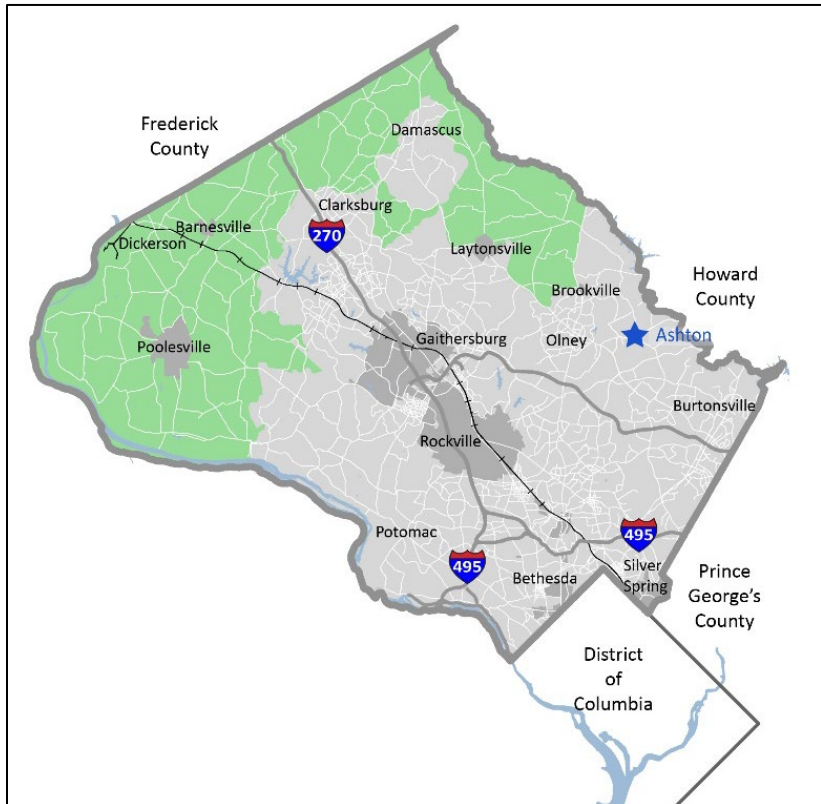 Frederick
County
Damascus
Clarksburg
270
Barnesville
Dickerson
Laytonsville
Howard
County
Brookville
Poolesville
Gaithersburg
Olney
Ashton
Burtonsville
Rockville
Potomac
495
495
Bethesda
Silver
Spring
Prince
George's
County
District
of
Columbia